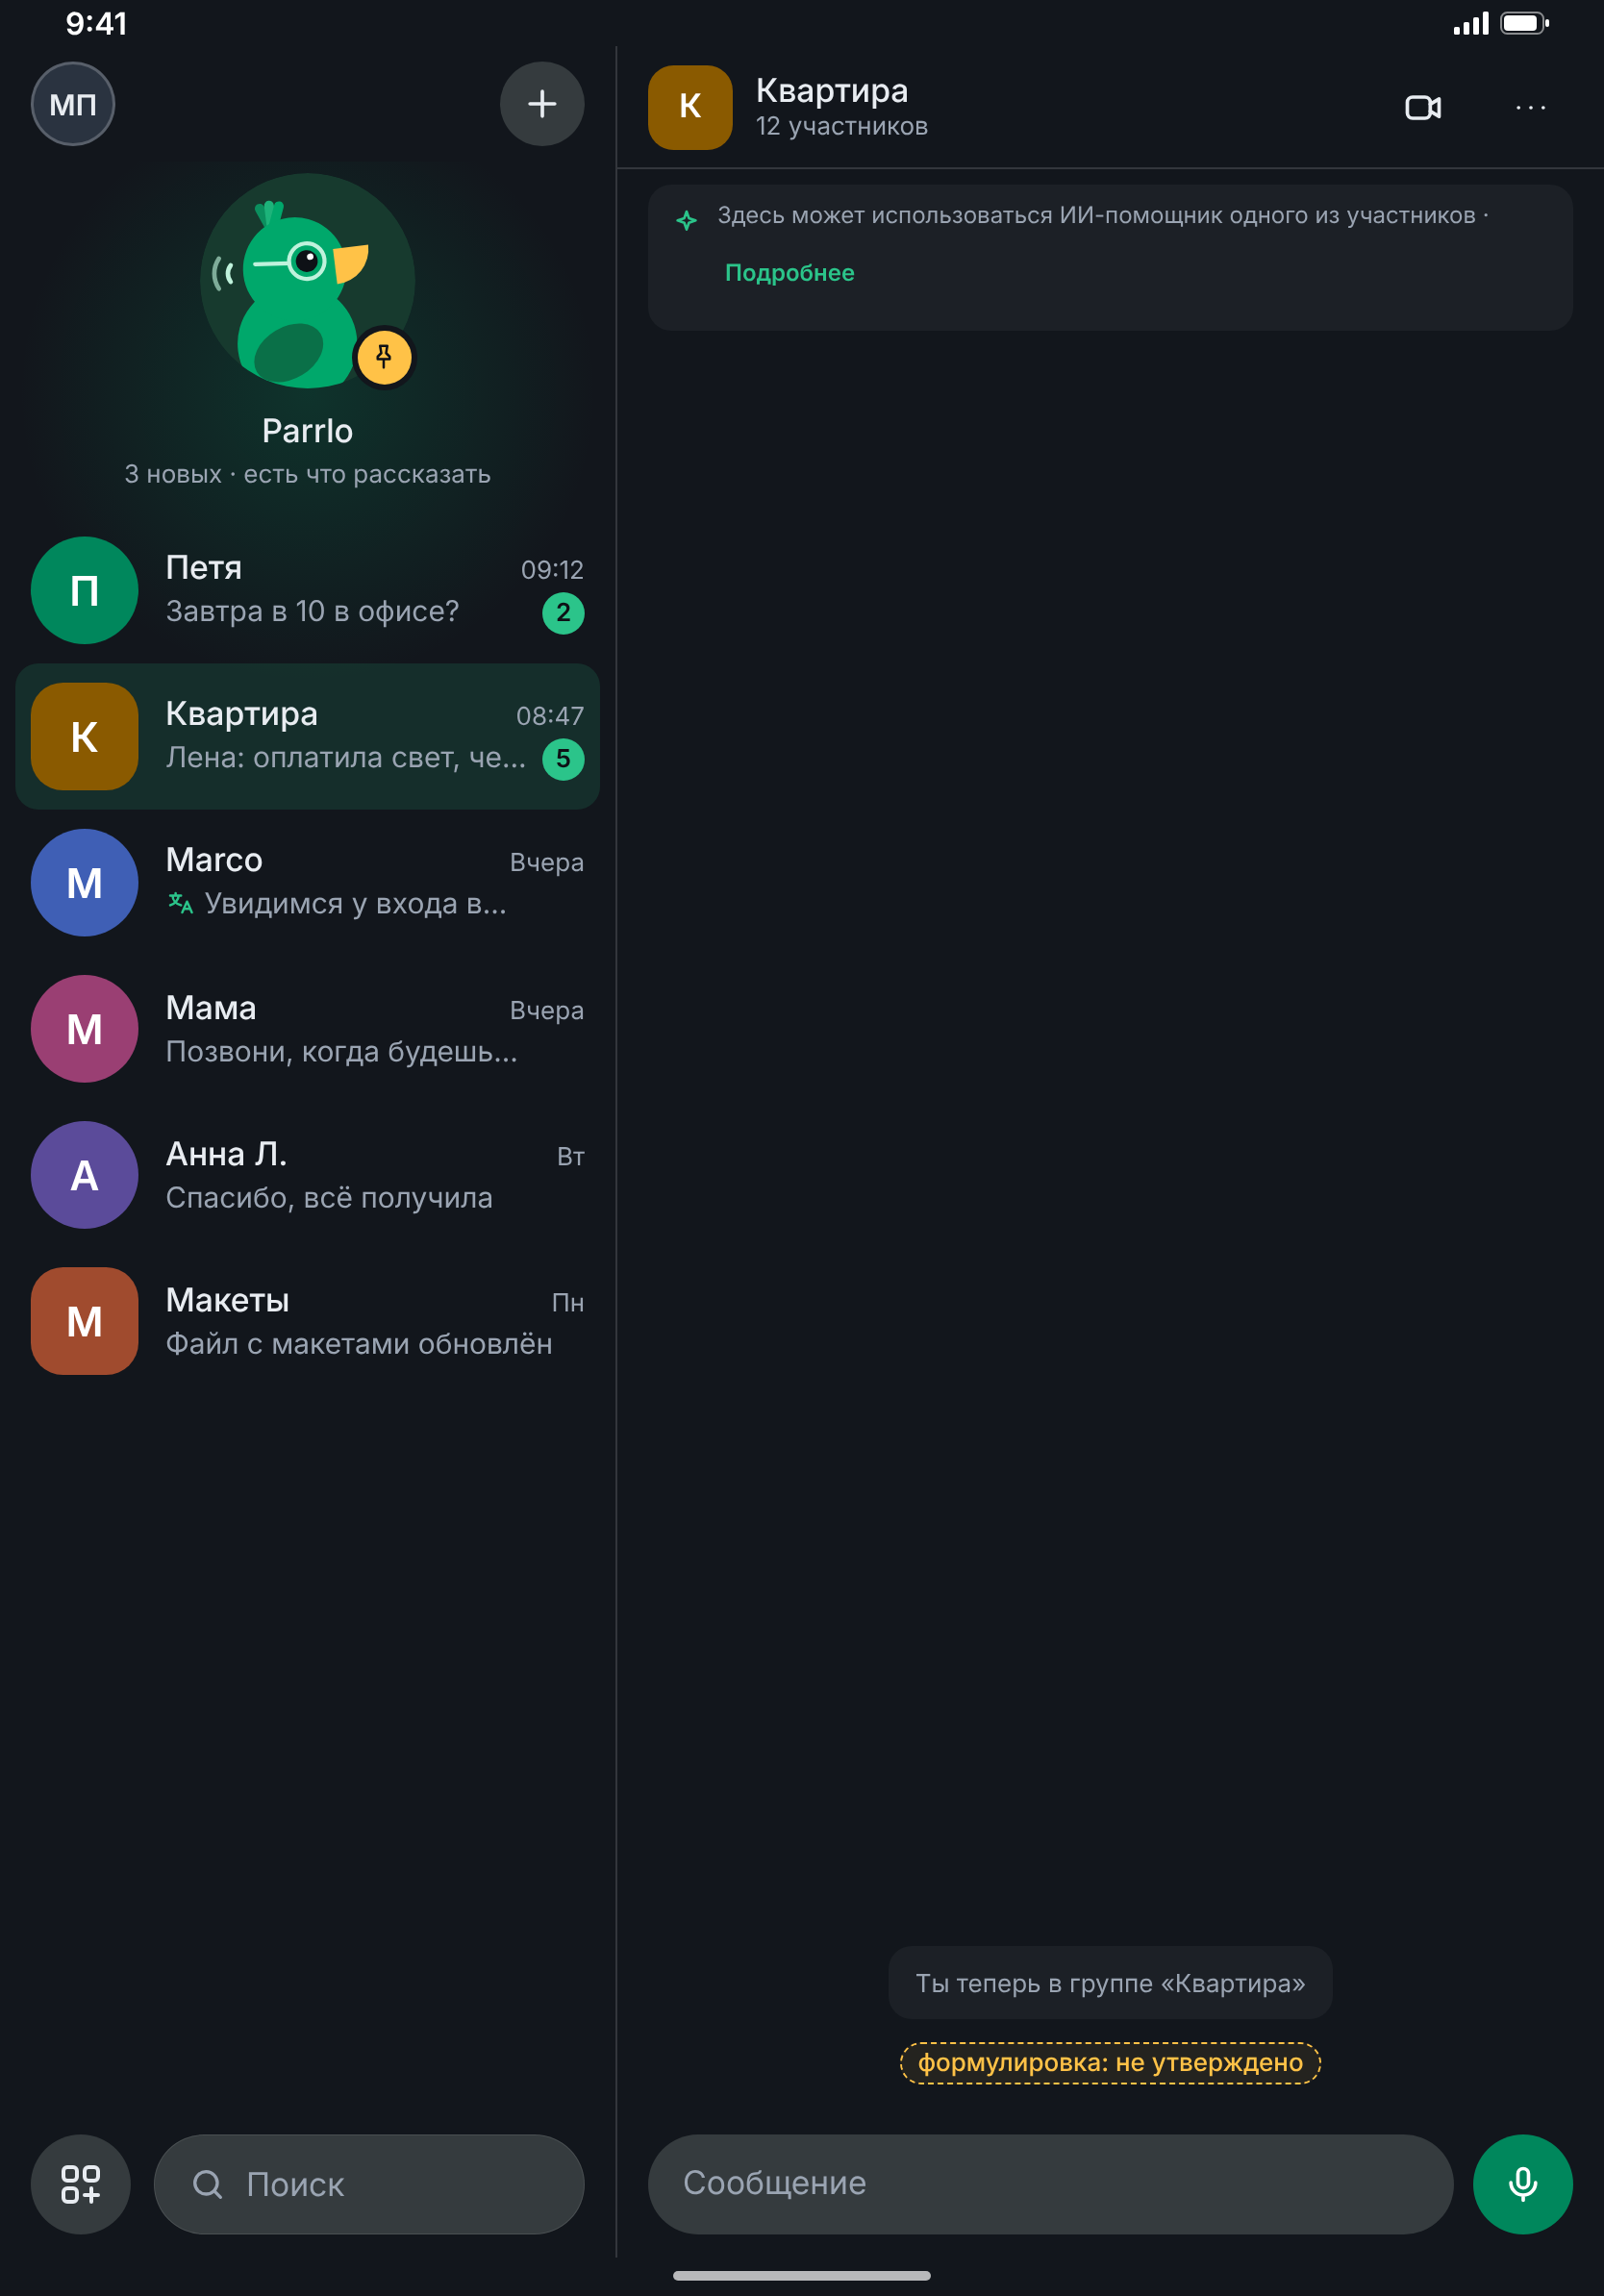 9:41
МП
Parrlo
3 новых · есть что рассказать
П
Петя
09:12
Завтра в 10 в офисе?
2
К
Квартира
08:47
Лена: оплатила свет, че...
5
M
Marco
Вчера
Увидимся у входа в...
М
Мама
Вчера
Позвони, когда будешь...
А
Анна Л.
Вт
Спасибо, всё получила
М
Макеты
Пн
Файл с макетами обновлён
Поиск
К
Квартира
12 участников
Здесь может использоваться ИИ-помощник одного из участников ·
Подробнее
Ты теперь в группе «Квартира»
формулировка: не утверждено
Сообщение